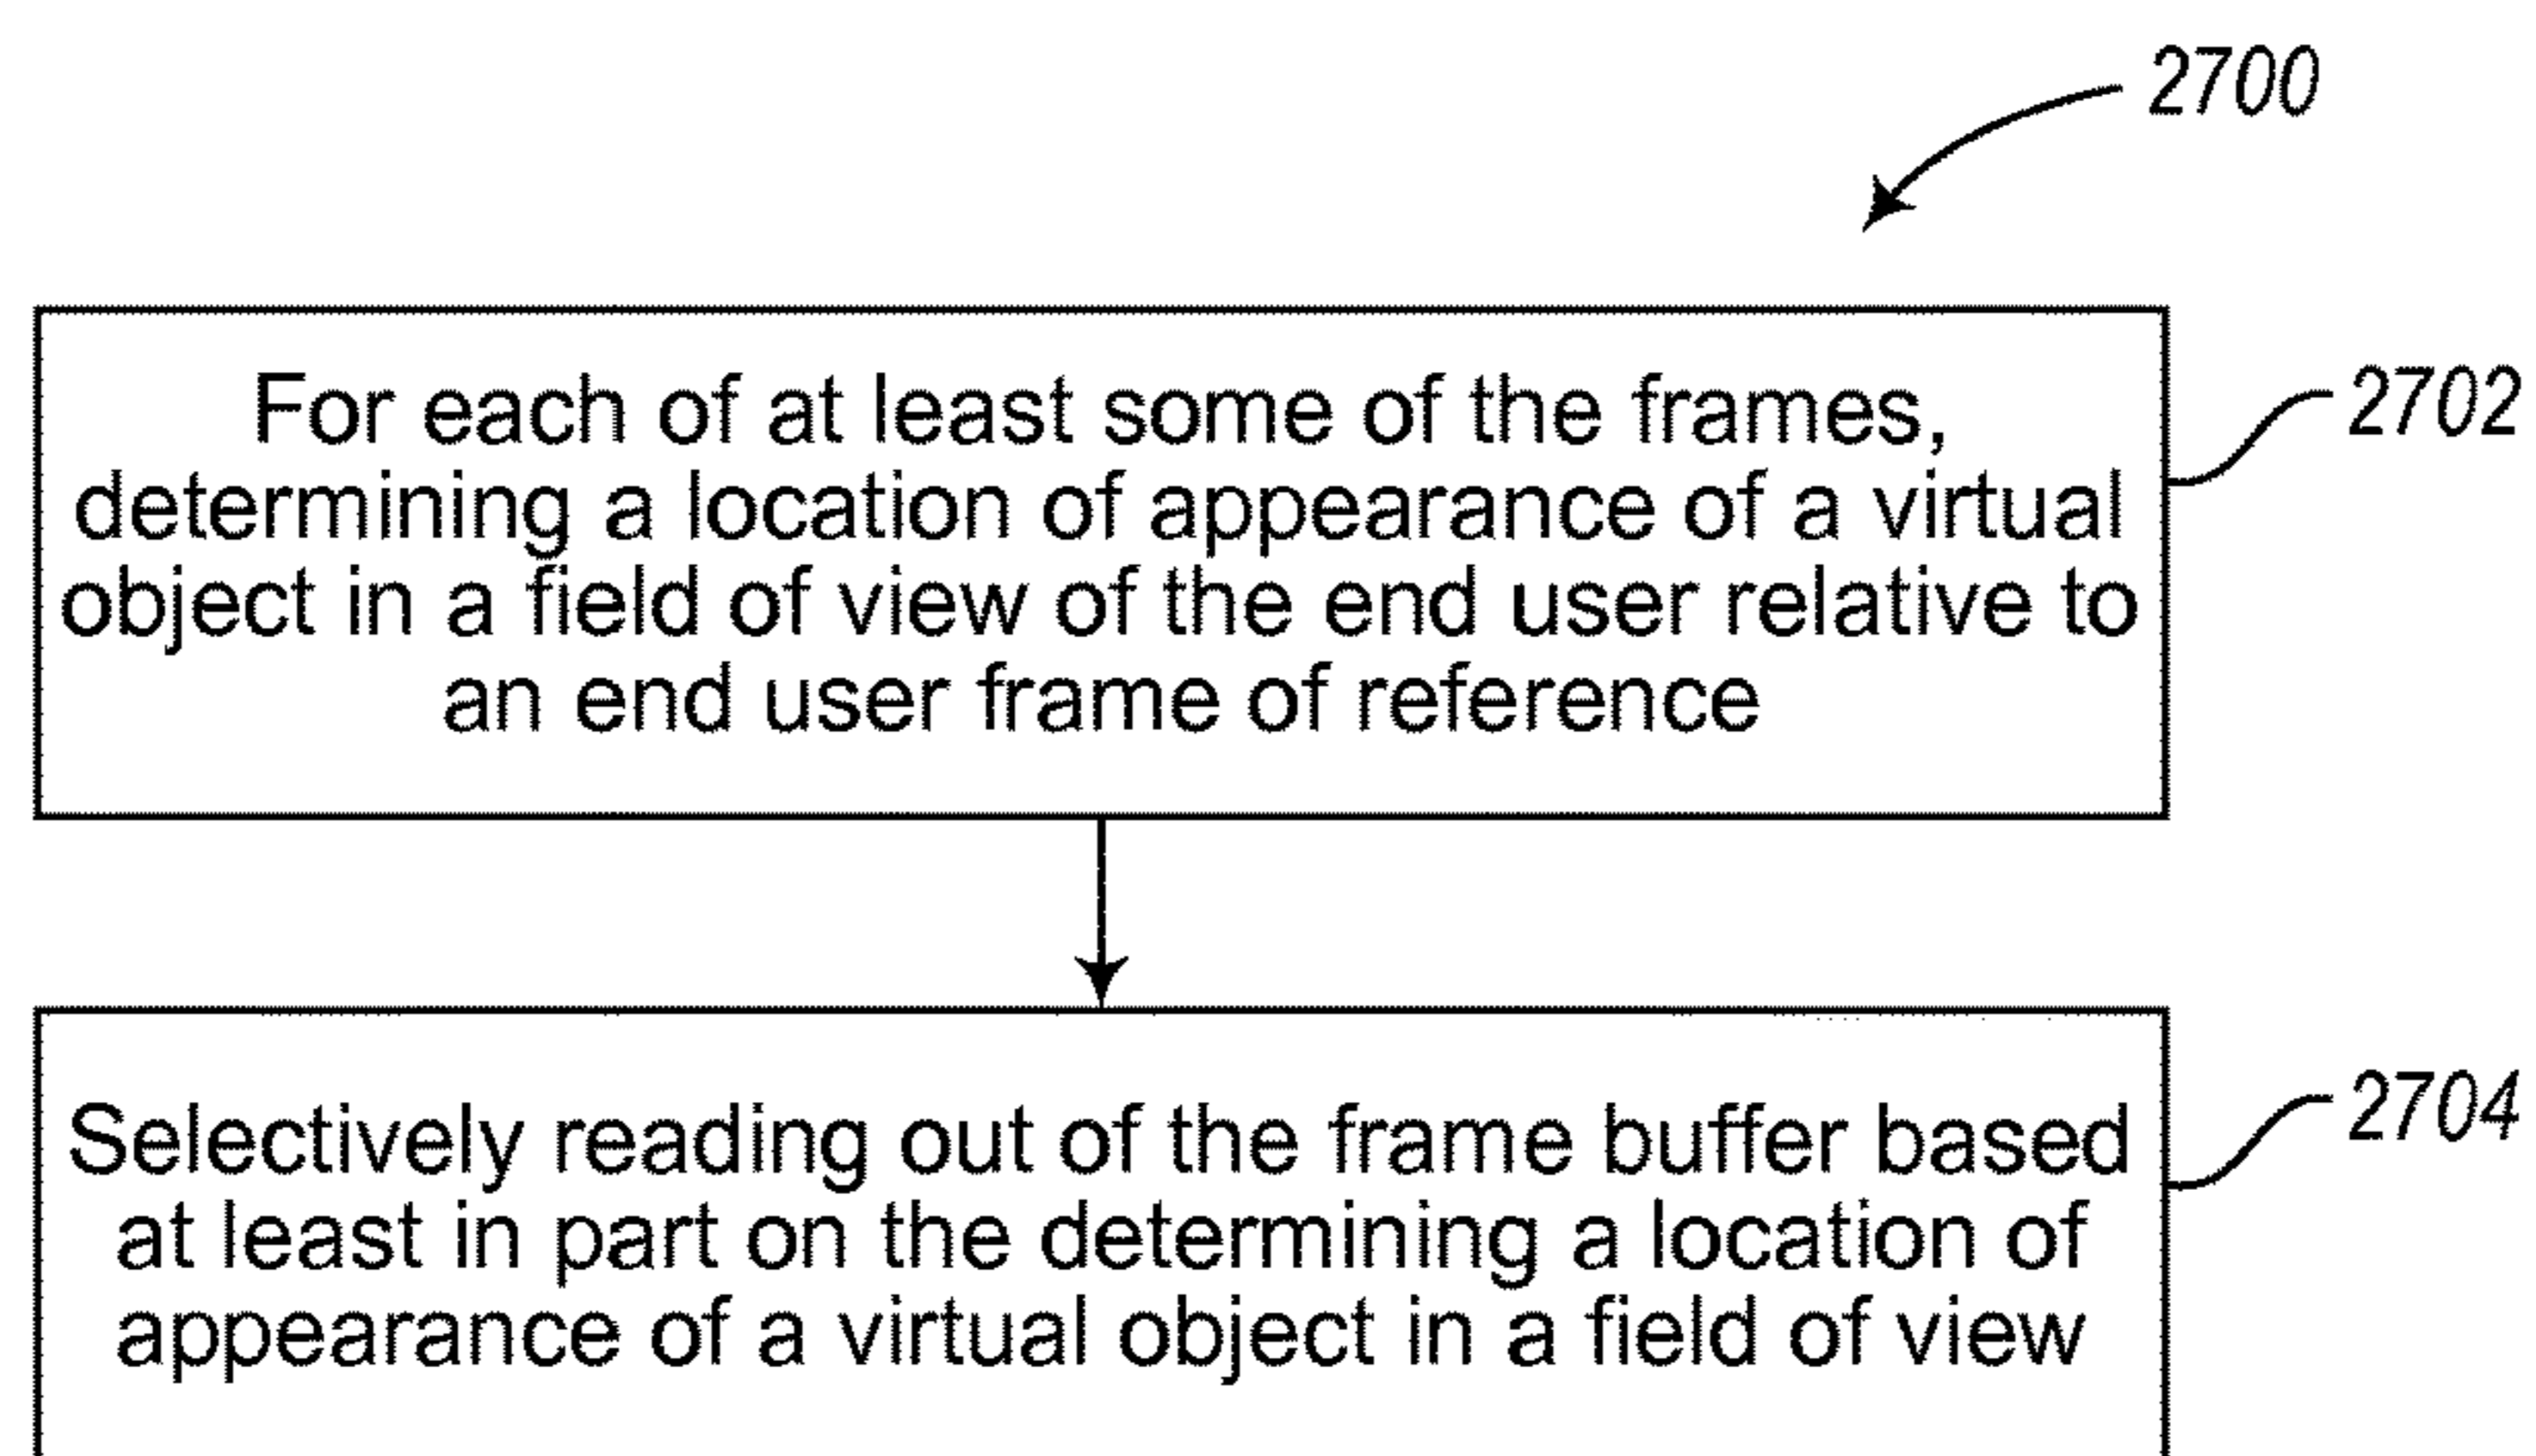 2700
For each of at least some of the frames,
determining a location of appearance of a virtual
object in a field of view of the end user relative to
an end user frame of reference
2702
Selectively reading out of the frame buffer based
at least in part on the determining a location of
appearance of a virtual object in a field of view
2704